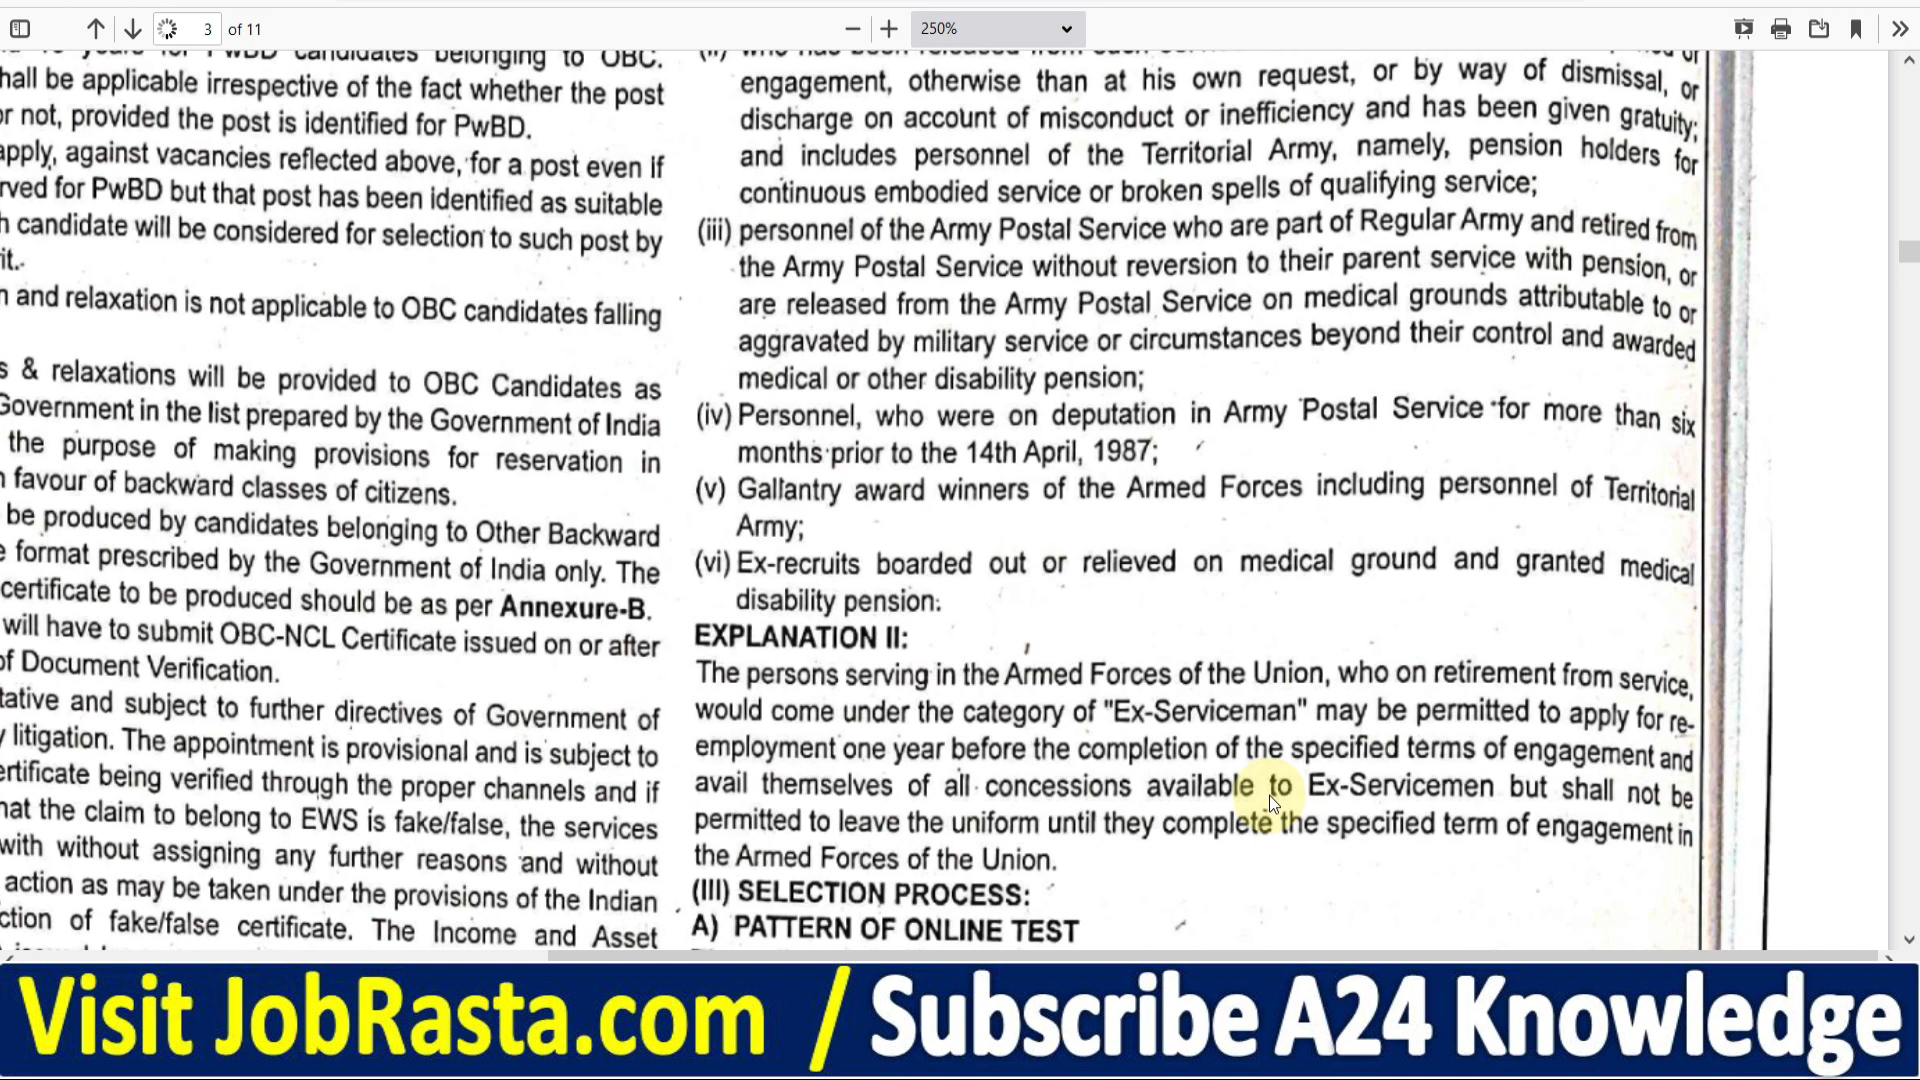 3 of 11
250%
years for PwBD candidates belonging to OBC.
hall be applicable irrespective of the fact whether the post
or not, provided the post is identified for PwBD.
apply, against vacancies reflected above, for a post even if
rved for PwBD but that post has been identified as suitable
h candidate will be considered for selection to such post by
it.
n and relaxation is not applicable to OBC candidates falling
s & relaxations will be provided to OBC Candidates as
Government in the list prepared by the Government of India
the purpose of making provisions for reservation in
n favour of backward classes of citizens.
be produced by candidates belonging to Other Backward
e format prescribed by the Government of India only. The
certificate to be produced should be as per Annexure-B.
will have to submit OBC-NCL Certificate issued on or after
of Document Verification.
tative and subject to further directives of Government of
y litigation. The appointment is provisional and is subject to
ertificate being verified through the proper channels and if
hat the claim to belong to EWS is fake/false, the services
with without assigning any further reasons and without
action as may be taken under the provisions of the Indian
ction of fake/false certificate. The Income and Asset
(ii) who has been released from such
engagement, otherwise than at his own request, or by way of dismissal, or
discharge on account of misconduct or inefficiency and has been given gratuity;
and includes personnel of the Territorial Army, namely, pension holders for
continuous embodied service or broken spells of qualifying service;
(iii) personnel of the Army Postal Service who are part of Regular Army and retired from
the Army Postal Service without reversion to their parent service with pension, or
are released from the Army Postal Service on medical grounds attributable to or
aggravated by military service or circumstances beyond their control and awarded
medical or other disability pension;
(iv) Personnel, who were on deputation in Army Postal Service for more than six
months prior to the 14th April, 1987;
(v) Gallantry award winners of the Armed Forces including personnel of Territorial
Army;
(vi) Ex-recruits boarded out or relieved on medical ground and granted medical
disability pension.
EXPLANATION II:
The persons serving in the Armed Forces of the Union, who on retirement from service,
would come under the category of "Ex-Serviceman" may be permitted to apply for re-
employment one year before the completion of the specified terms of engagement and
avail themselves of all concessions available to Ex-Servicemen but shall not be
permitted to leave the uniform until they complete the specified term of engagement in
the Armed Forces of the Union.
(III) SELECTION PROCESS:
A) PATTERN OF ONLINE TEST
Visit JobRasta.com / Subscribe A24 Knowledge